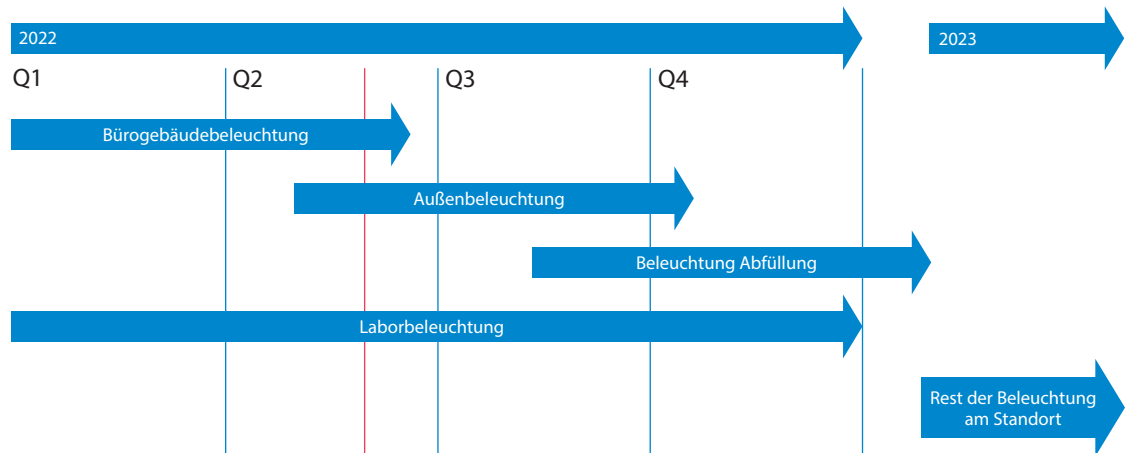 2022
2023
Q1
Q2
Q3
Q4
Bürogebäudebeleuchtung
Außenbeleuchtung
Beleuchtung Abfüllung
Laborbeleuchtung
Rest der Beleuchtung
am Standort